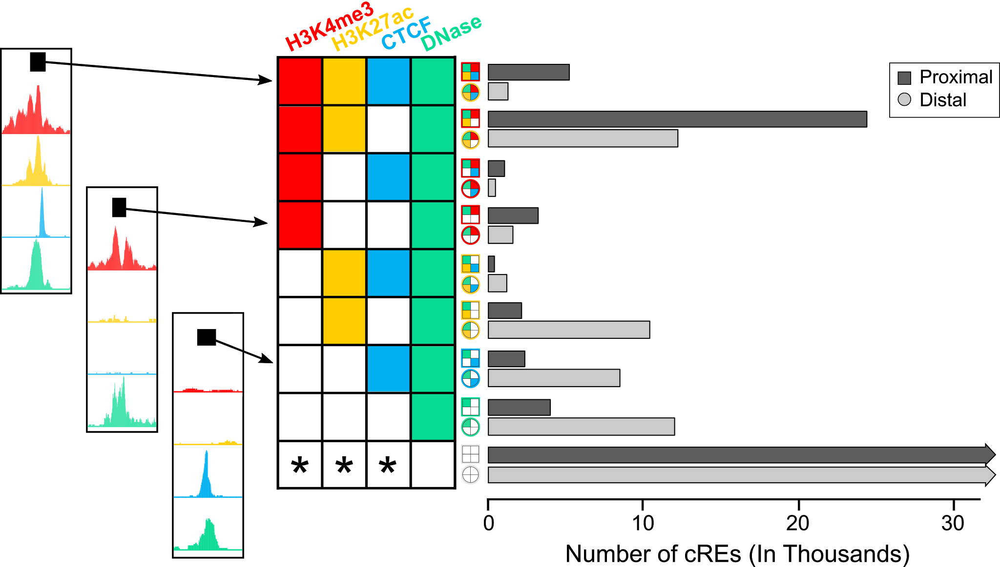 H3K4me3
H3K27ac
CTCF
DNase
Proximal
Distal
* * *
0 10 20 30
Number of cREs (In Thousands)